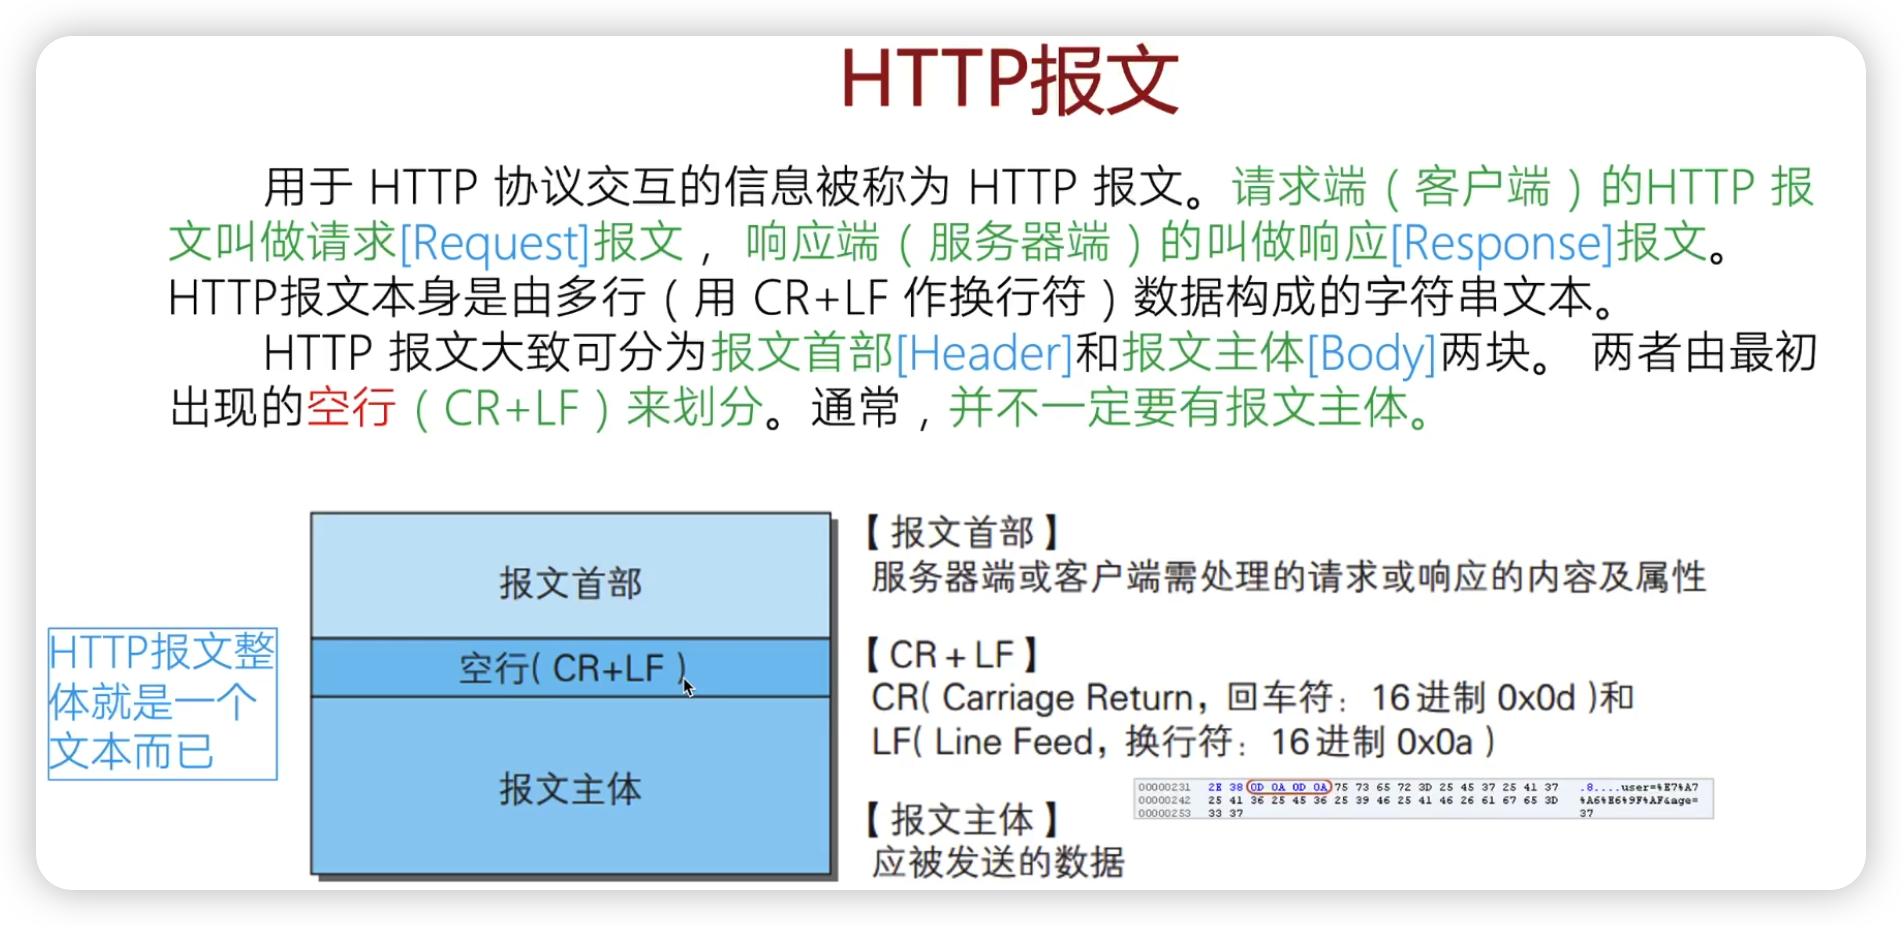 HTTP报文
用于 HTTP 协议交互的信息被称为 HTTP 报文。请求端（客户端）的HTTP 报
文叫做请求[Request]报文， 响应端（服务器端）的叫做响应[Response]报文。
HTTP报文本身是由多行（用 CR+LF 作换行符）数据构成的字符串文本。
HTTP 报文大致可分为报文首部[Header]和报文主体[Body]两块。 两者由最初
出现的空行（CR+LF）来划分。通常，并不一定要有报文主体。
HTTP报文整
体就是一个
文本而已
报文首部
空行( CR+LF )
报文主体
【 报文首部 】
服务器端或客户端需处理的请求或响应的内容及属性
【 CR + LF 】
CR( Carriage Return，回车符：16 进制 0x0d )和
LF( Line Feed，换行符：16 进制 0x0a )
【 报文主体 】
应被发送的数据
00000231 2E 38 0D 0A 0D 0A 75 73 65 72 3D 25 45 37 25 41 37 .8....user=%E7%A7
00000242 25 41 36 25 45 36 25 39 46 25 41 46 26 61 67 65 3D %A6%E6%9F%AF&age=
00000253 33 37 37